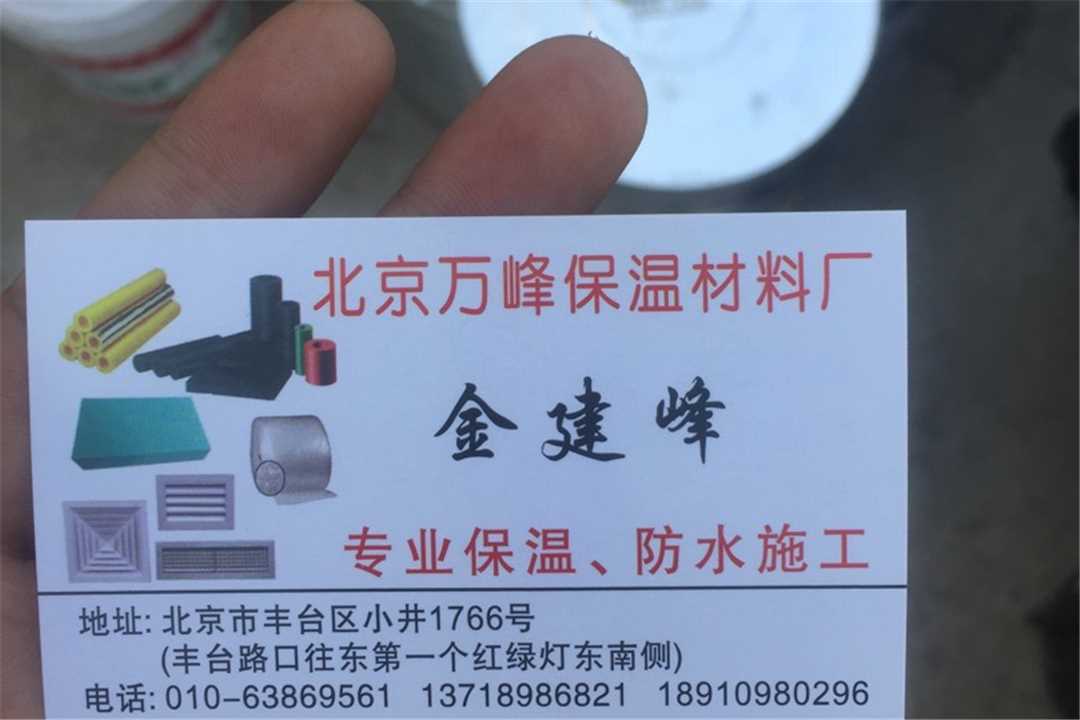 北京万峰保温材料厂
金建峰
专业保温、防水施工
地址: 北京市丰台区小井1766号
(丰台路口往东第一个红绿灯东南侧)
电话: 010-63869561 13718986821 18910980296